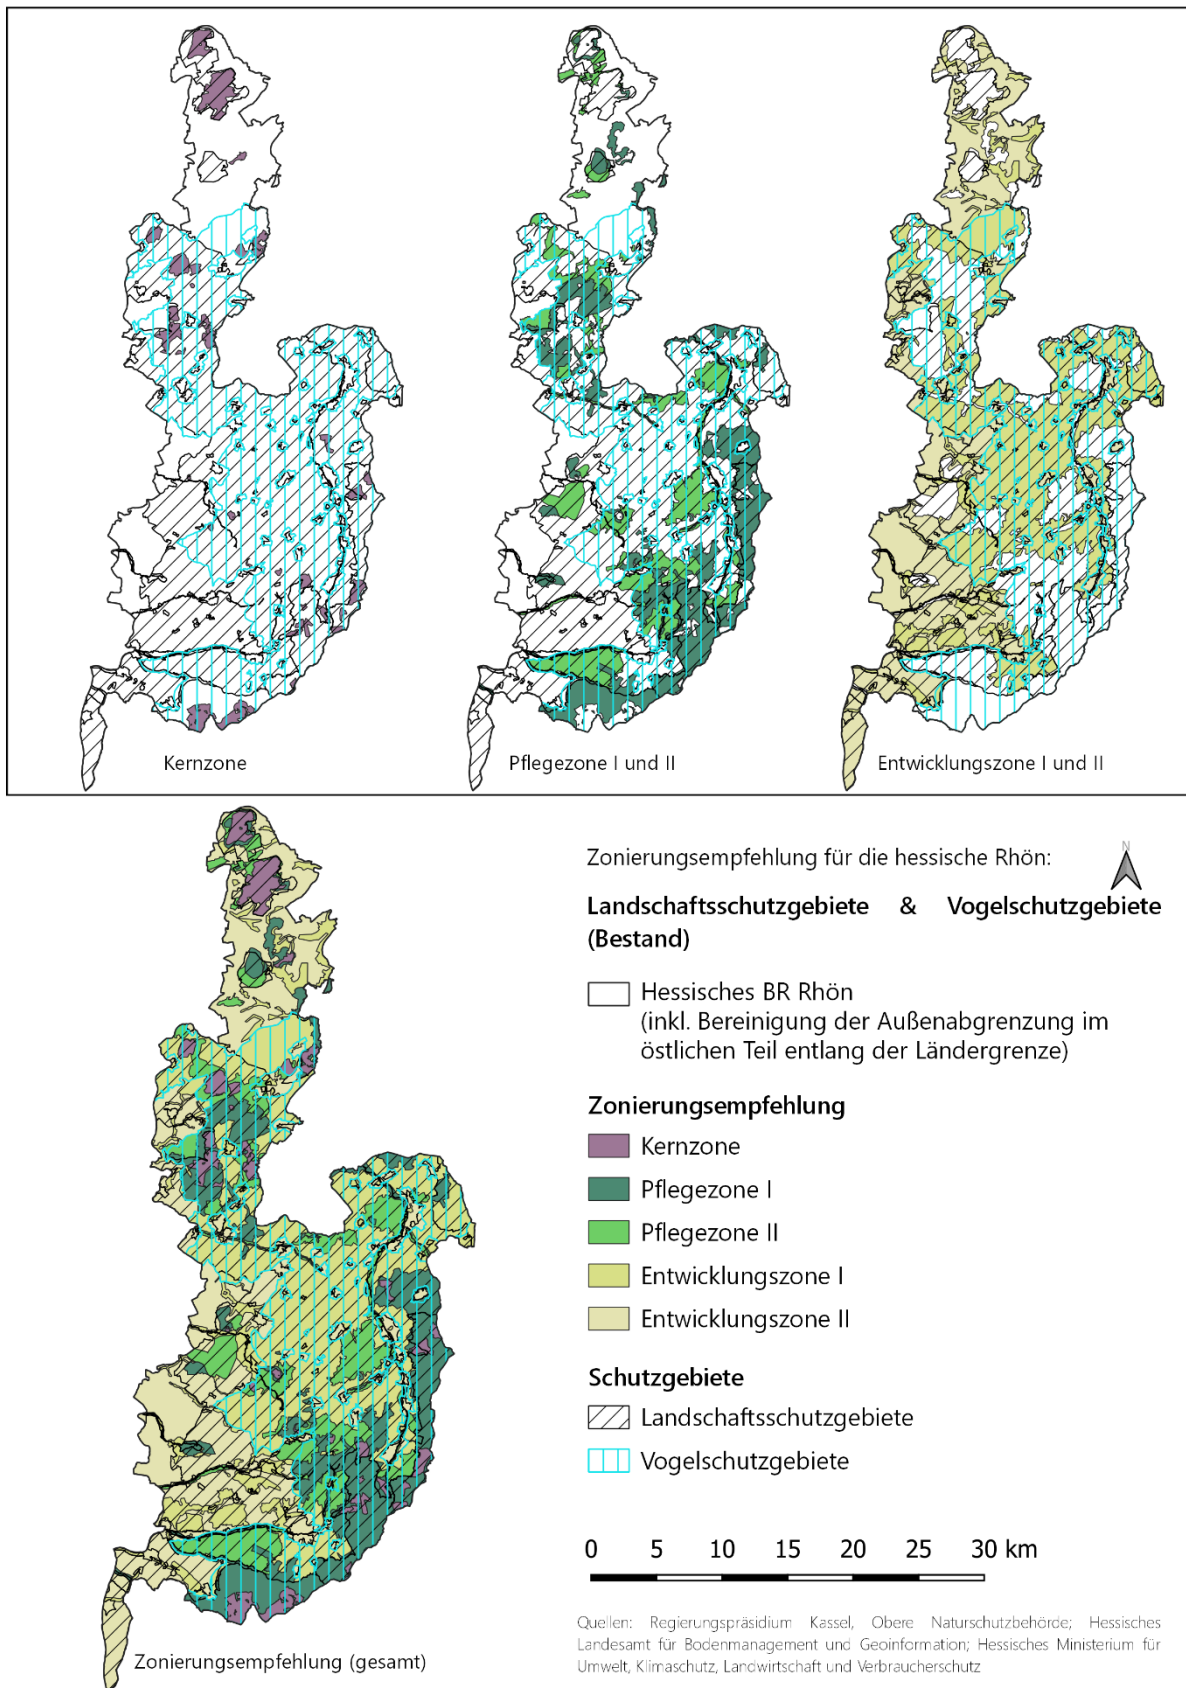 Kernzone
Pflegezone I und II
Entwicklungszone I und II
Zonierungsempfehlung für die hessische Rhön:
N
Landschaftsschutzgebiete & Vogelschutzgebiete
(Bestand)
Hessisches BR Rhön
(inkl. Bereinigung der Außenabgrenzung im
östlichen Teil entlang der Ländergrenze)
Zonierungsempfehlung
Kernzone
Pflegezone I
Pflegezone II
Entwicklungszone I
Entwicklungszone II
Schutzgebiete
Landschaftsschutzgebiete
Vogelschutzgebiete
0 5 10 15 20 25 30 km
Quellen: Regierungspräsidium Kassel, Obere Naturschutzbehörde; Hessisches
Landesamt für Bodenmanagement und Geoinformation; Hessisches Ministerium für
Umwelt, Klimaschutz, Landwirtschaft und Verbraucherschutz
Zonierungsempfehlung (gesamt)